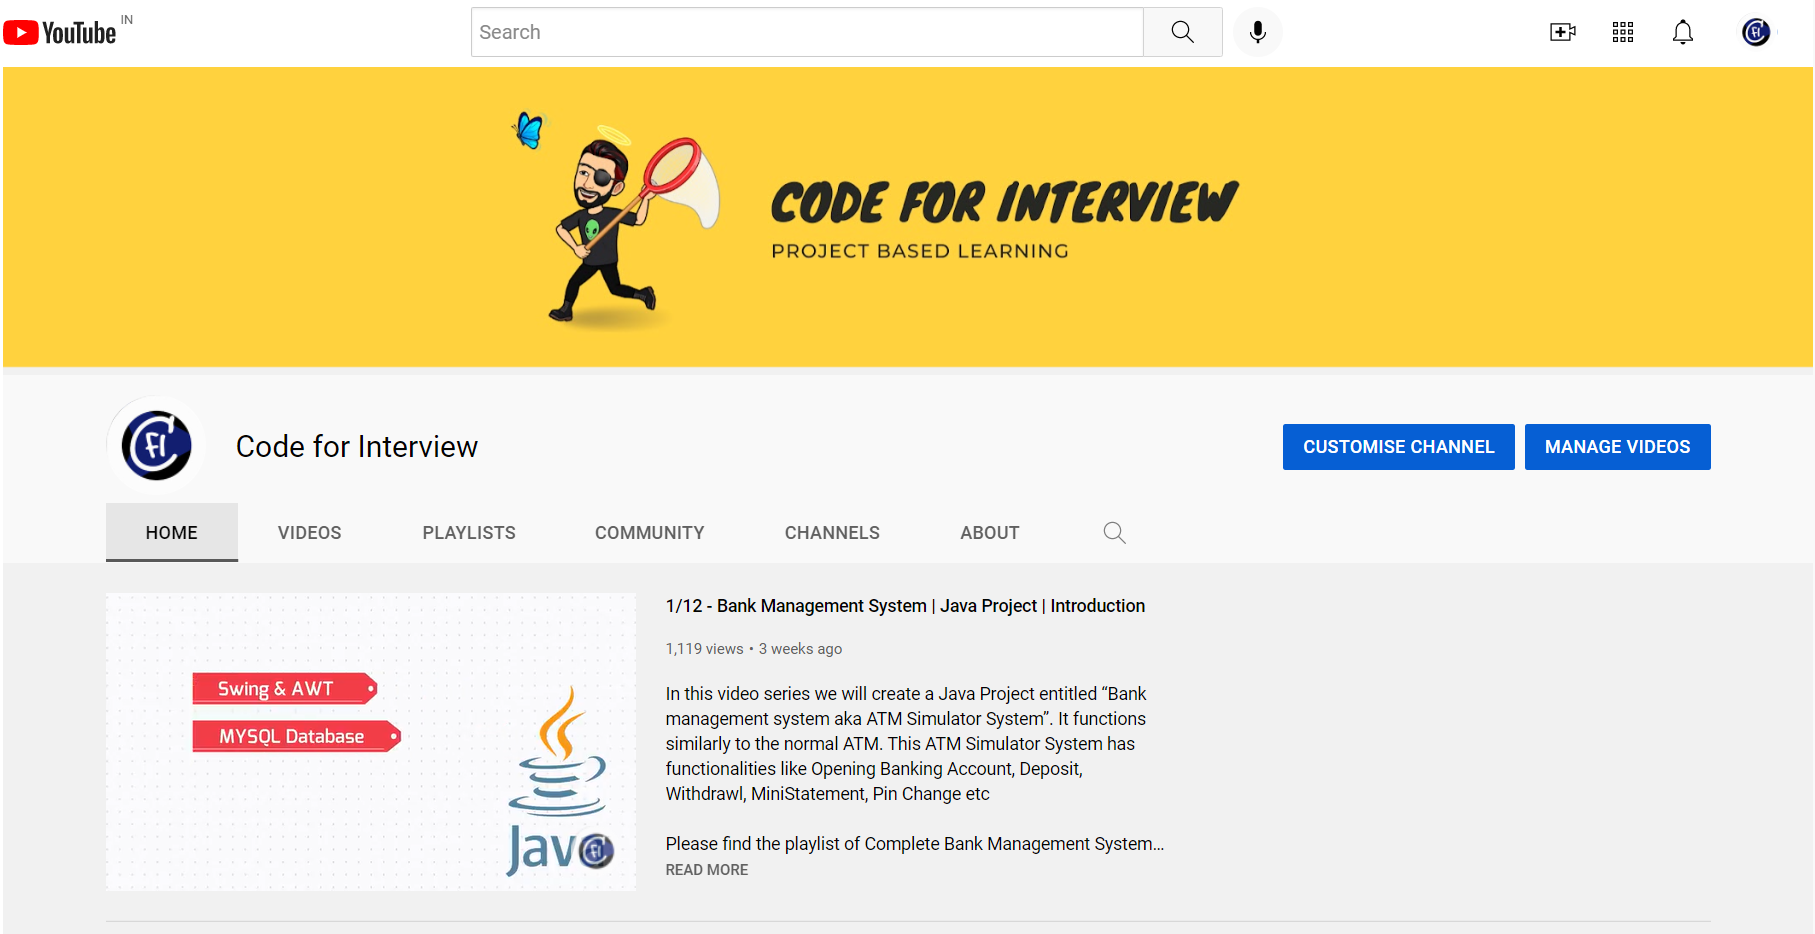 YouTube IN
Search
CODE FOR INTERVIEW
PROJECT BASED LEARNING
Code for Interview
CUSTOMISE CHANNEL
MANAGE VIDEOS
HOME
VIDEOS
PLAYLISTS
COMMUNITY
CHANNELS
ABOUT
Swing & AWT
MYSQL Database
Java
1/12 - Bank Management System | Java Project | Introduction
1,119 views • 3 weeks ago
In this video series we will create a Java Project entitled “Bank
management system aka ATM Simulator System”. It functions
similarly to the normal ATM. This ATM Simulator System has
functionalities like Opening Banking Account, Deposit,
Withdrawl, MiniStatement, Pin Change etc
Please find the playlist of Complete Bank Management System...
READ MORE